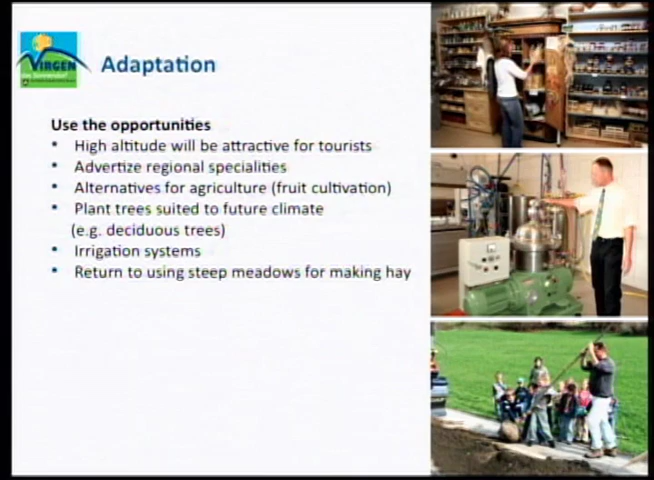 VIRGEN
Adaptation
Use the opportunities
• High altitude will be attractive for tourists
• Advertize regional specialities
• Alternatives for agriculture (fruit cultivation)
• Plant trees suited to future climate
(e.g. deciduous trees)
• Irrigation systems
• Return to using steep meadows for making hay